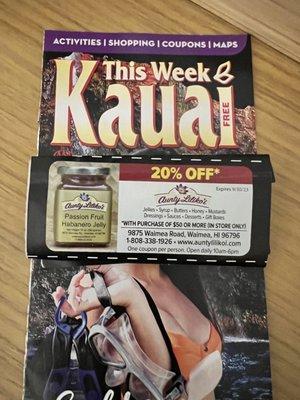 ACTIVITIES | SHOPPING | COUPONS | MAPS
This Week
Kauai
FREE
20% OFF*
Expires 9/30/23
Aunty Liliko'i
Passion Fruit
Habanero Jelly
Aunty Liliko'i
Jellies • Syrup • Butters • Honey • Mustards
Dressings • Sauces • Desserts • Gift Boxes
*WITH PURCHASE OF $50 OR MORE (IN STORE ONLY)
9875 Waimea Road, Waimea, HI 96796
1-808-338-1926 • www.auntylilikoi.com
One coupon per person. Open daily 10am-6pm